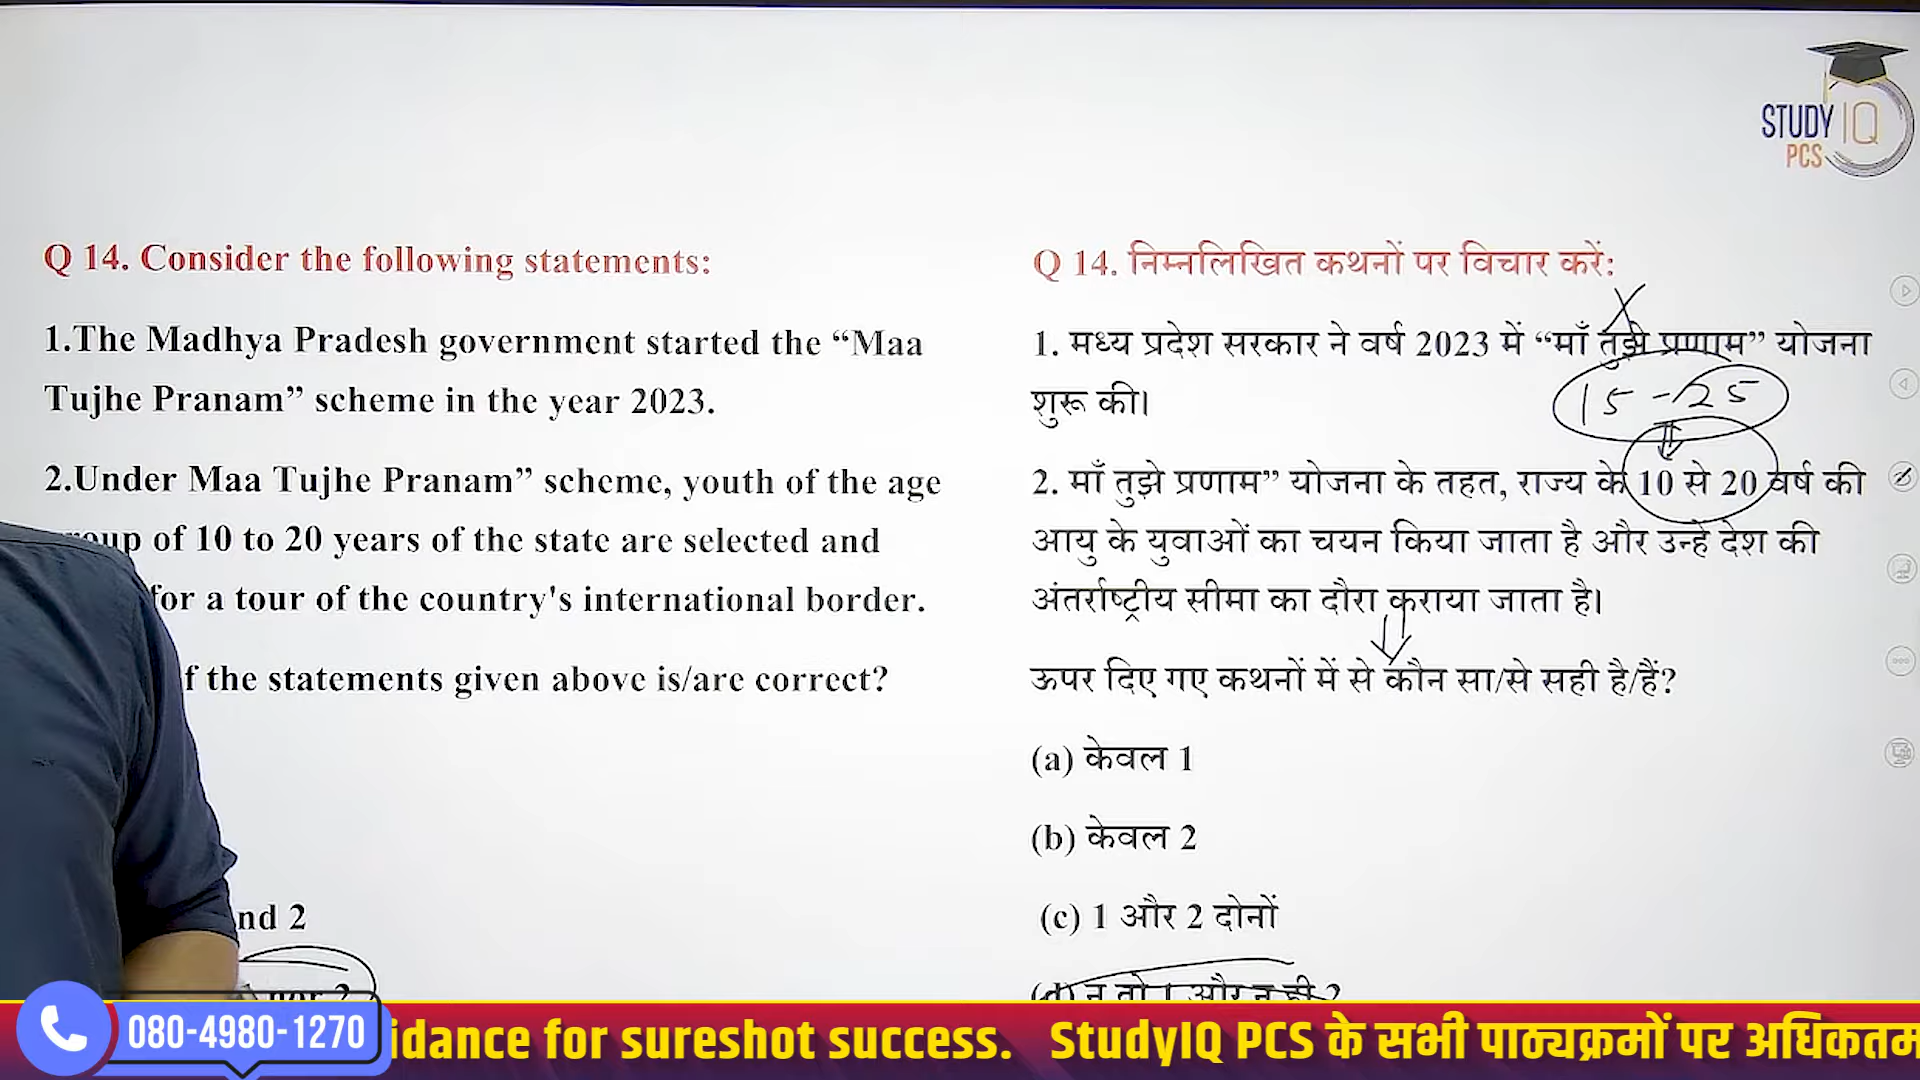 STUDY IQ
PCS
Q 14. Consider the following statements:
1.The Madhya Pradesh government started the “Maa
Tujhe Pranam” scheme in the year 2023.
2.Under Maa Tujhe Pranam” scheme, youth of the age
of 10 to 20 years of the state are selected and
for a tour of the country's international border.
f the statements given above is/are correct?
nd 2
nor 2
Q 14. निम्नलिखित कथनों पर विचार करें:
1. मध्य प्रदेश सरकार ने वर्ष 2023 में “माँ तुझे प्रणाम” योजना
शुरू की।
15 - 25
2. माँ तुझे प्रणाम” योजना के तहत, राज्य के 10 से 20 वर्ष की
आयु के युवाओं का चयन किया जाता है और उन्हे देश की
अंतर्राष्ट्रीय सीमा का दौरा कराया जाता है।
ऊपर दिए गए कथनों में से कौन सा/से सही है/हैं?
(a) केवल 1
(b) केवल 2
(c) 1 और 2 दोनों
(d) न तो 1 और न ही 2
080-4980-1270
idance for sureshot success. StudyIQ PCS के सभी पाठ्यक्रमों पर अधिकतम